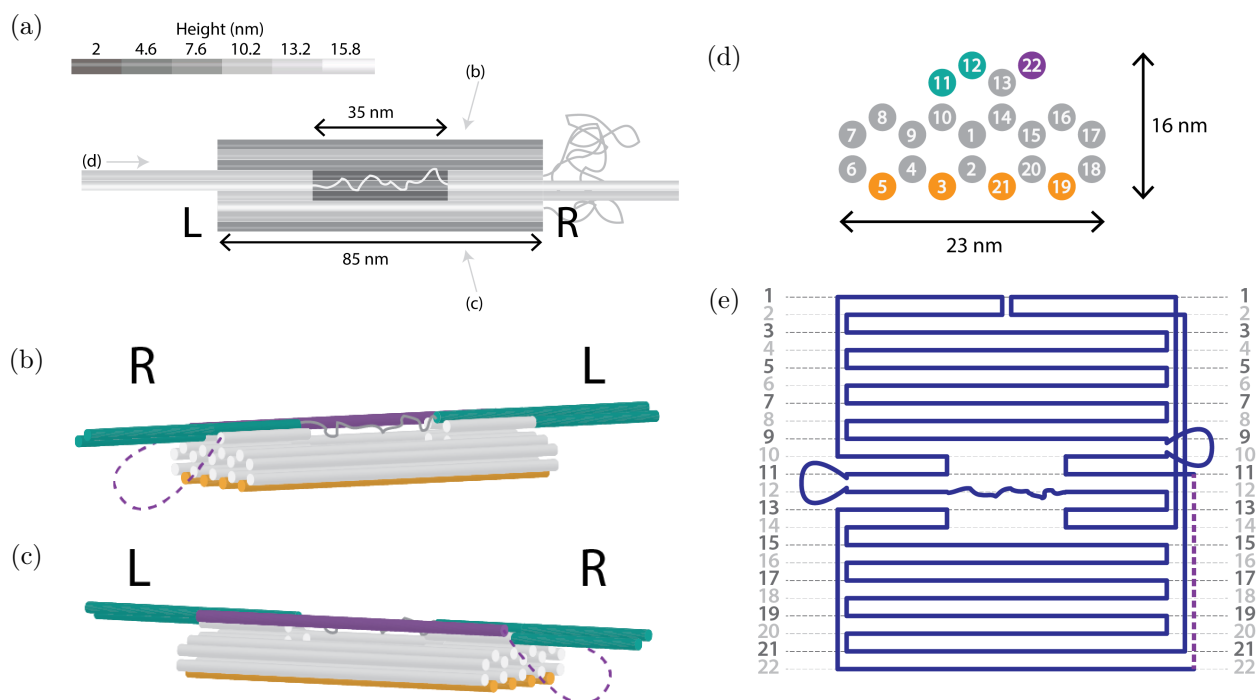 (a)
Height (nm)
2 4.6 7.6 10.2 13.2 15.8
(b)
35 nm
(d)
L R
85 nm
(c)
(b)
R L
(c)
L R
(d)
12 22
11 13
8 10 14 16
7 9 1 15 17
6 4 2 20 18
5 3 21 19
16 nm
23 nm
(e)
1 1
2 2
3 3
4 4
5 5
6 6
7 7
8 8
9 9
10 10
11 11
12 12
13 13
14 14
15 15
16 16
17 17
18 18
19 19
20 20
21 21
22 22